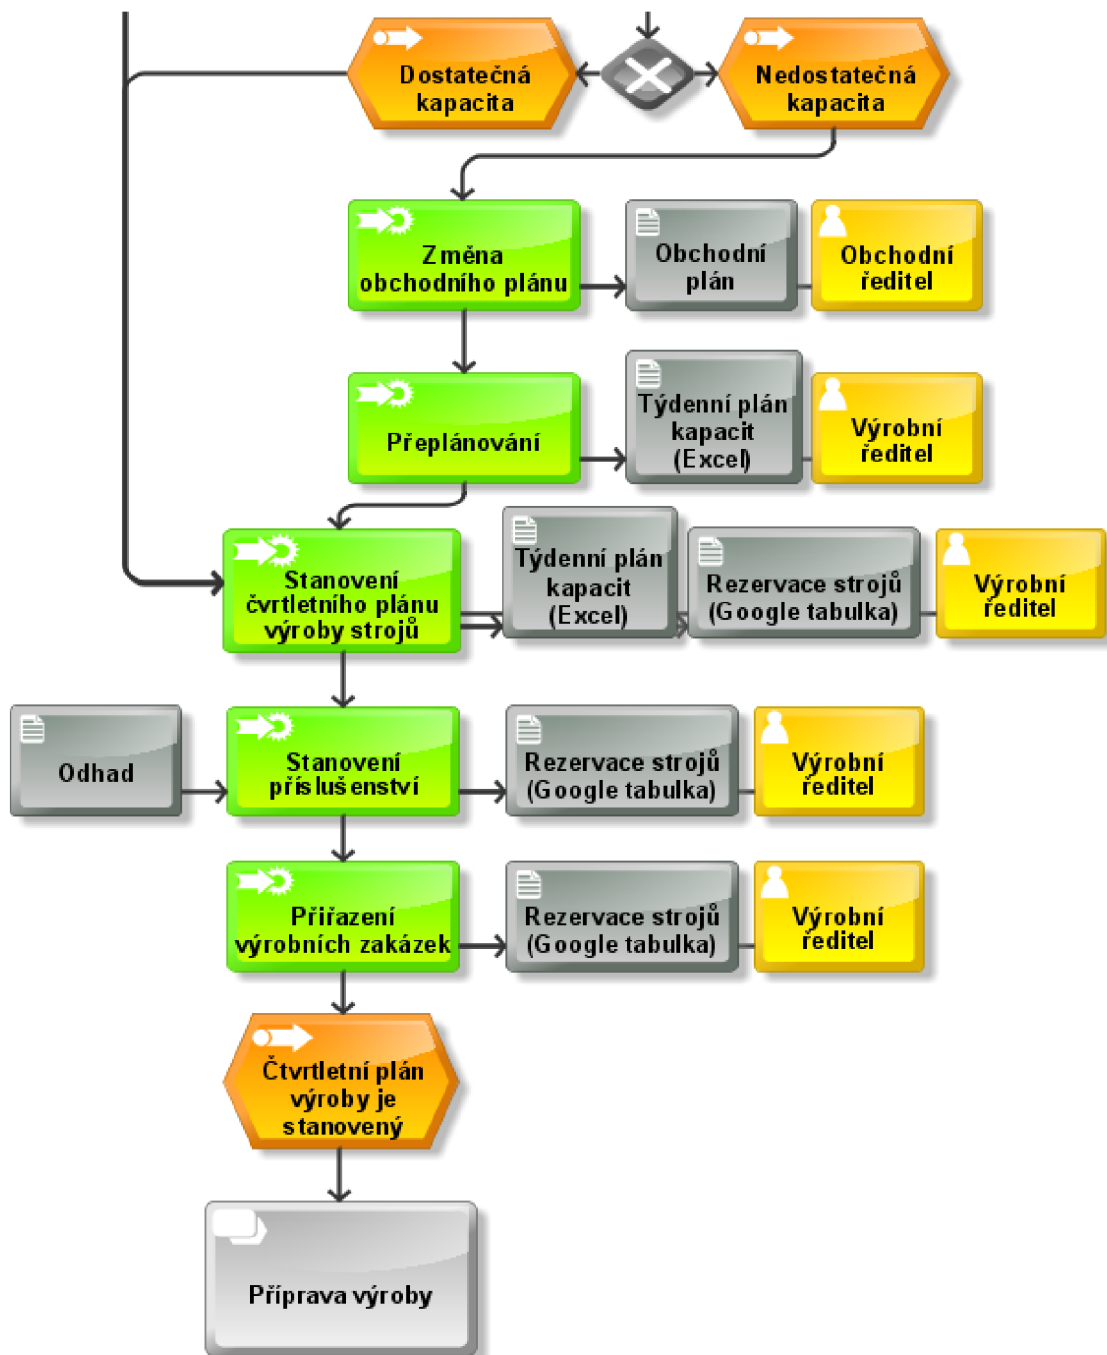 Dostatečná
kapacita
Nedostatečná
kapacita
Změna
obchodního plánu
Obchodní
plán
Obchodní
ředitel
Přeplánování
Týdenní plán
kapacit
(Excel)
Výrobní
ředitel
Stanovení
čvrtletního plánu
výroby strojů
Týdenní plán
kapacit
(Excel)
Rezervace strojů
(Google tabulka)
Výrobní
ředitel
Odhad
Stanovení
příslušenství
Rezervace strojů
(Google tabulka)
Výrobní
ředitel
Přiřazení
výrobních zakázek
Rezervace strojů
(Google tabulka)
Výrobní
ředitel
Čtvrtletní plán
výroby je
stanovený
Příprava výroby